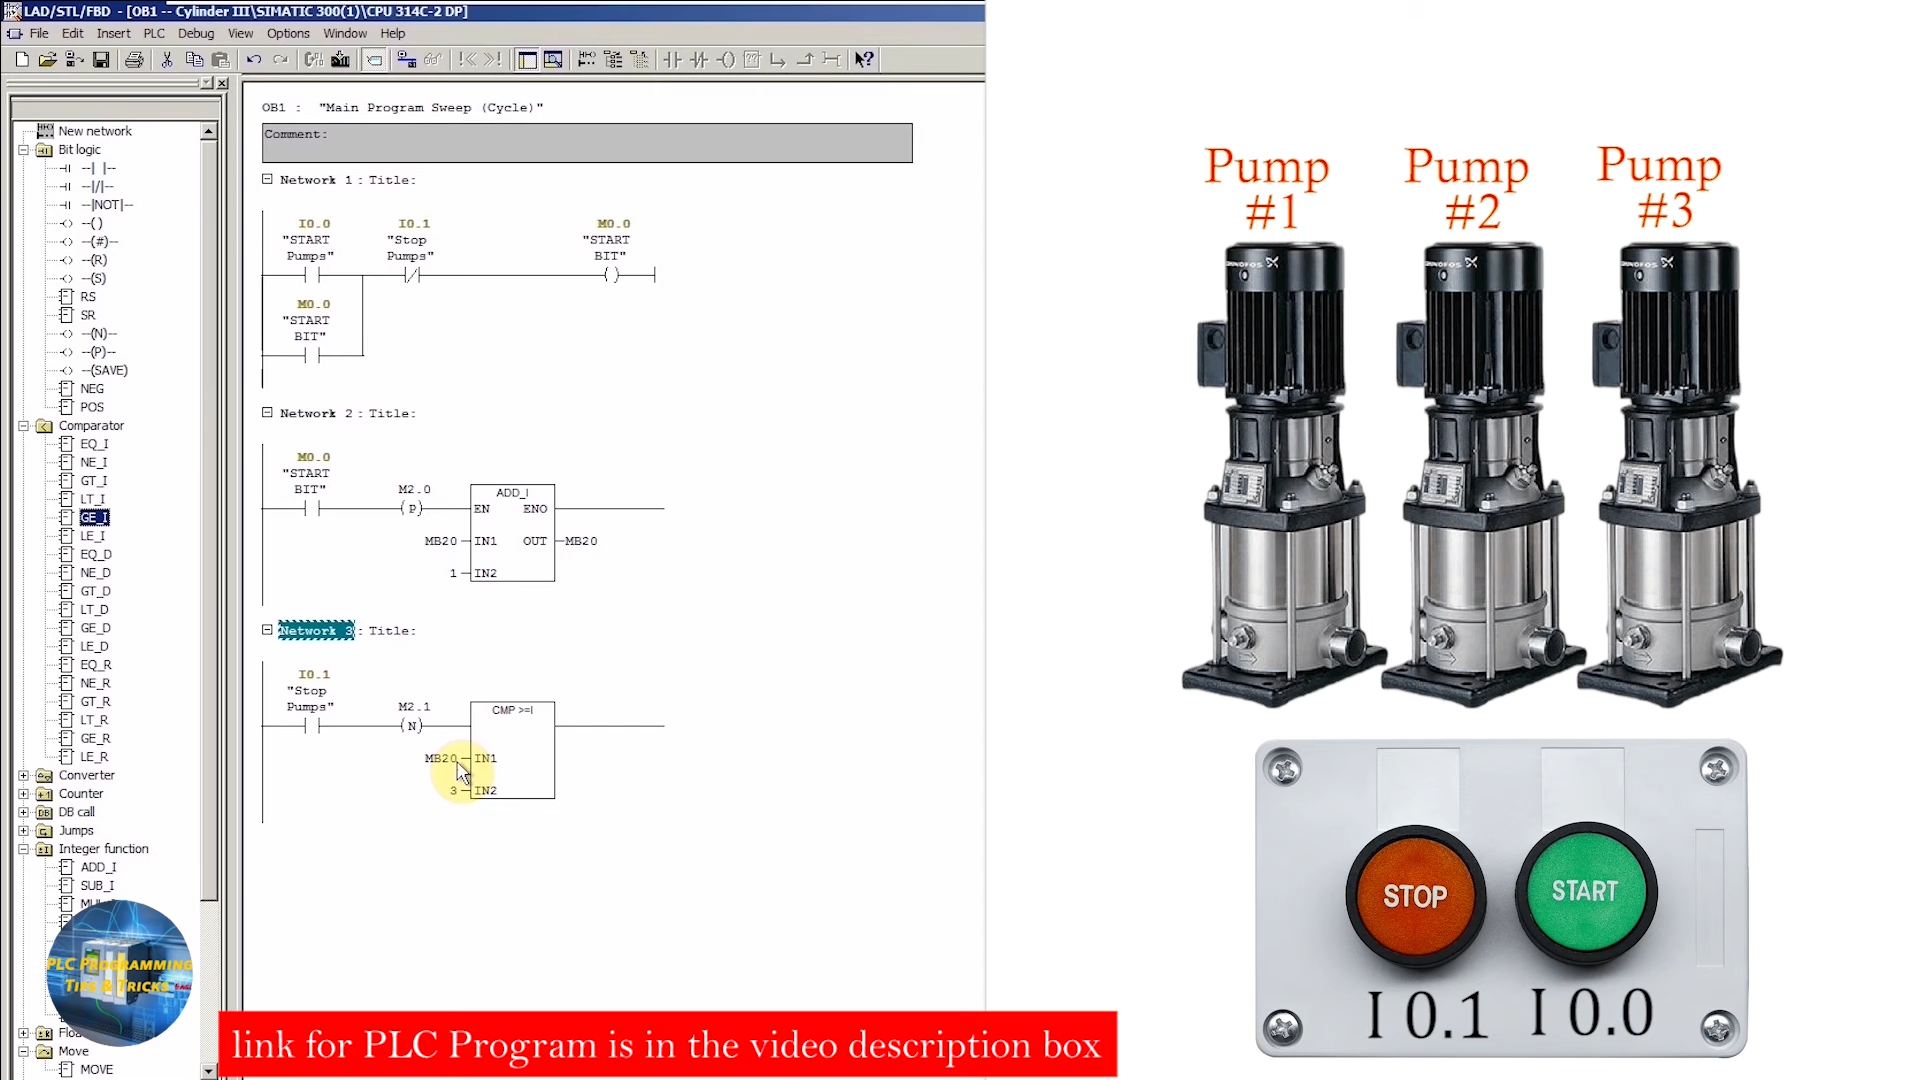 LAD/STL/FBD - [OB1 -- Cylinder III\SIMATIC 300(1)\CPU 314C-2 DP]
File Edit Insert PLC Debug View Options Window Help
New network
Bit logic
--| |--
--|/|--
--|NOT|--
--( )
--(#)--
--(R)
--(S)
RS
SR
--(N)--
--(P)--
--(SAVE)
NEG
POS
Comparator
EQ_I
NE_I
GT_I
LT_I
GE_I
LE_I
EQ_D
NE_D
GT_D
LT_D
GE_D
LE_D
EQ_R
NE_R
GT_R
LT_R
GE_R
LE_R
Converter
Counter
DB call
Jumps
Integer function
ADD_I
SUB_I
Move
MOVE
PLC PROGRAMMING
TIPS & TRICKS
OB1 : "Main Program Sweep (Cycle)"
Comment:
Network 1 : Title:
I0.0
"START
Pumps"
I0.1
"Stop
Pumps"
M0.0
"START
BIT"
M0.0
"START
BIT"
Network 2 : Title:
M0.0
"START
BIT"
M2.0
(P)
ADD_I
EN ENO
MB20 IN1 OUT MB20
1 IN2
Network 3 : Title:
I0.1
"Stop
Pumps"
M2.1
(N)
CMP >=I
MB20 IN1
3 IN2
Pump
#1
Pump
#2
Pump
#3
STOP
START
I 0.1
I 0.0
link for PLC Program is in the video description box